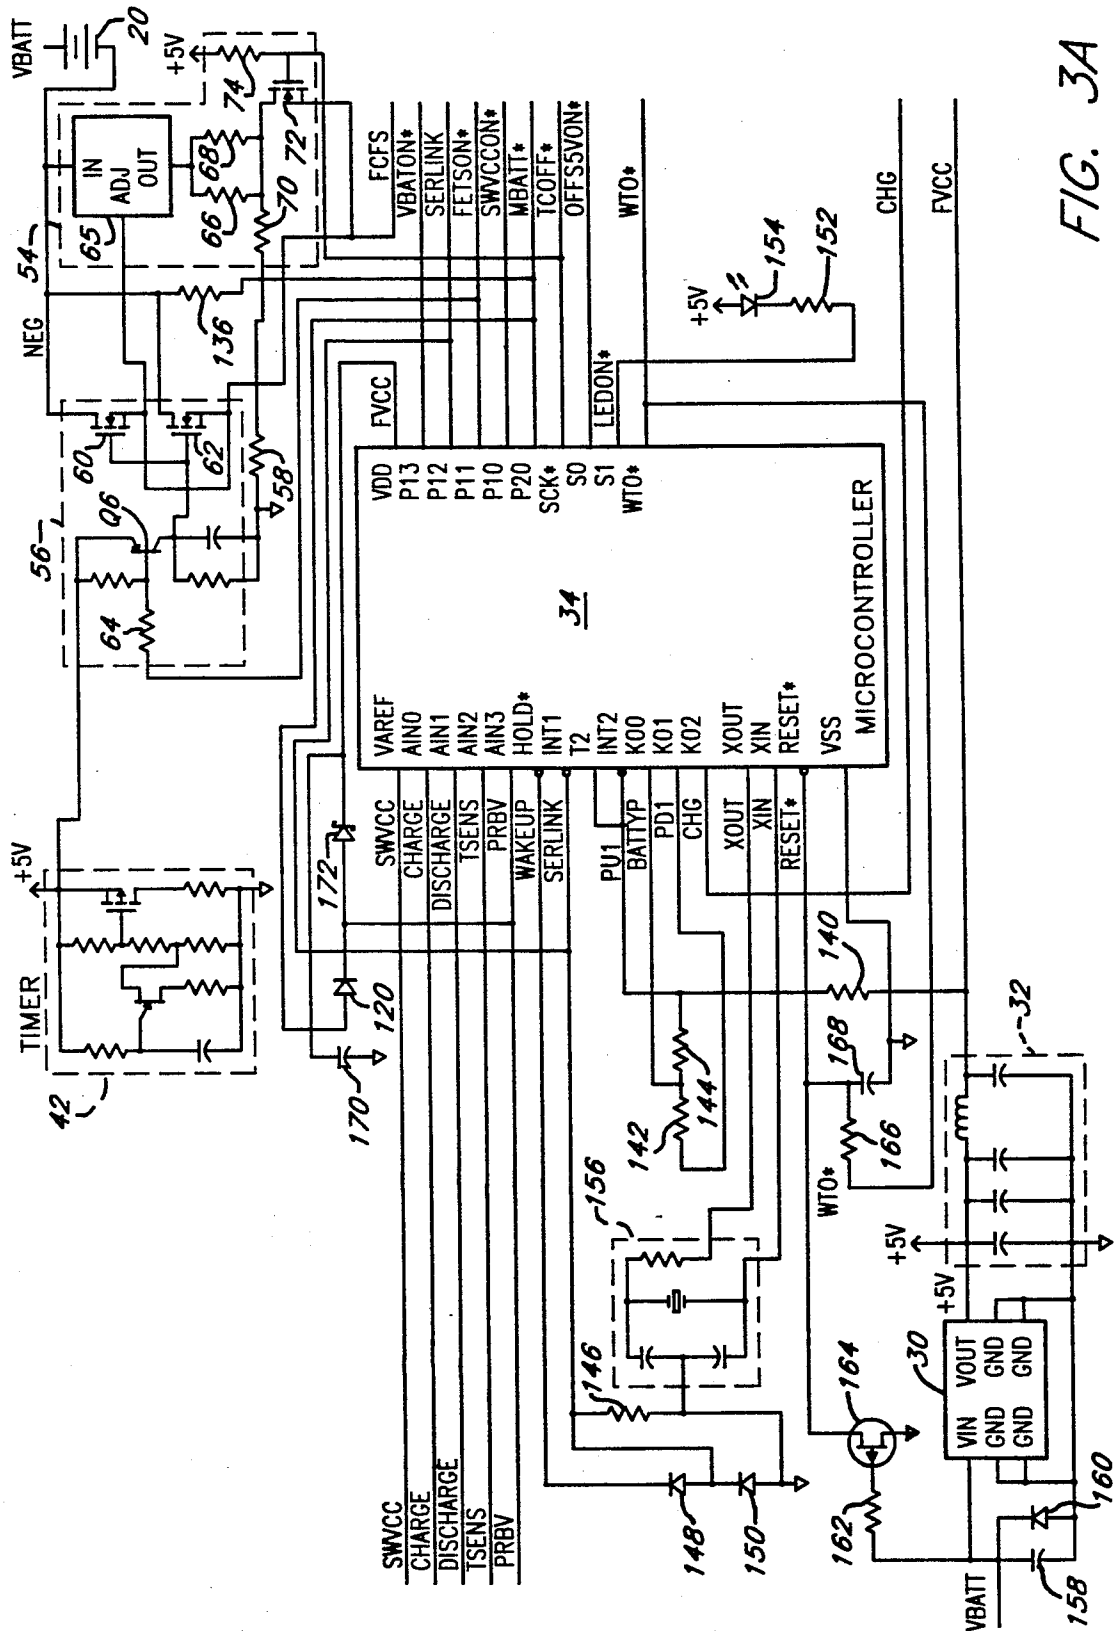 VBATT
20
+5V
74
72
IN
ADJ
OUT
65
54
66
68
70
NEG
136
60
62
58
56
Q6
64
+5V
TIMER
42
FCFS
VBATON*
SERLINK
FETSON*
SWVCCON*
MBATT*
TCOFF*
OFFS5VON*
WTO*
+5V
154
152
LEDON*
CHG
FVCC
FVCC
VDD
P13
P12
P11
P10
P20
SCK*
S0
S1
WTO*
34
MICROCONTROLLER
VAREF
AIN0
AIN1
AIN2
AIN3
HOLD*
INT1
T2
INT2
K00
K01
K02
XOUT
XIN
RESET*
VSS
SWVCC
CHARGE
DISCHARGE
TSENS
PRBV
WAKEUP
SERLINK
PU1
BATTYP
PD1
CHG
XOUT
XIN
RESET*
172
120
170
140
142
144
168
166
WTO*
32
156
146
148
150
SWVCC
CHARGE
DISCHARGE
TSENS
PRBV
164
162
+5V
+5V
30
VIN
VOUT
GND
GND
GND
GND
160
158
VBATT
FIG. 3A